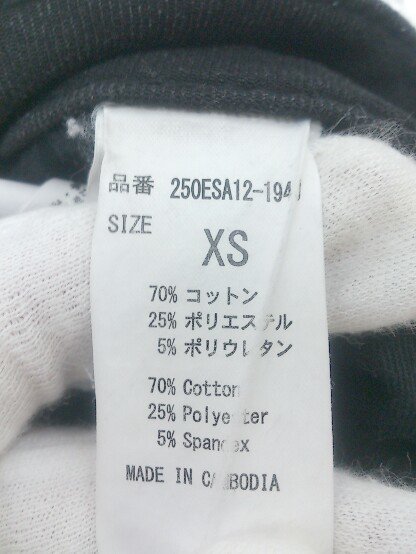 品番 250ESA12-194J
SIZE
XS
70% コットン
25% ポリエステル
5% ポリウレタン
70% Cotton
25% Polyester
5% Spandex
MADE IN CAMBODIA